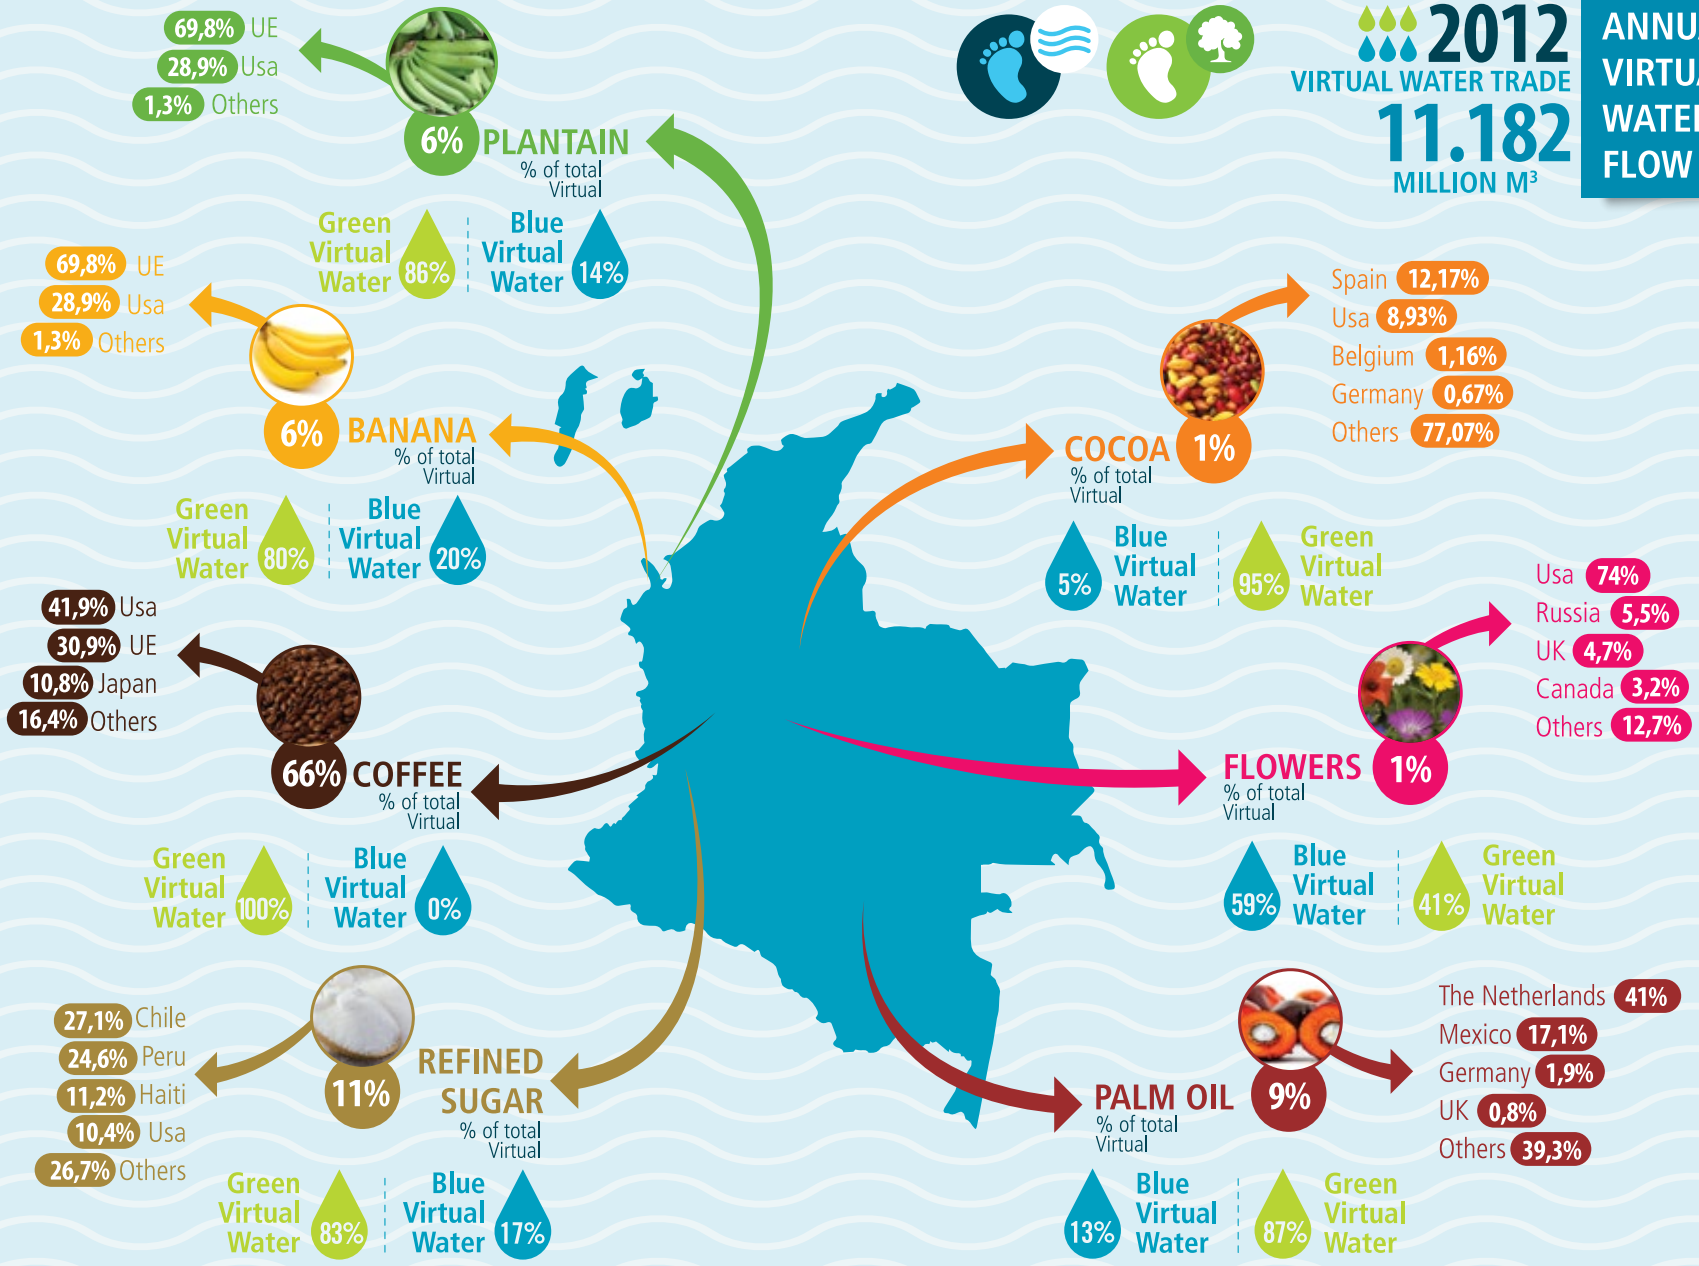 69,8% UE
28,9% Usa
1,3% Others
6% PLANTAIN
% of total
Virtual
Green
Virtual
Water
86%
Blue
Virtual
Water
14%
2012
VIRTUAL WATER TRADE
11.182
MILLION M³
FLOW
69,8% UE
28,9% Usa
1,3% Others
6% BANANA
% of total
Virtual
Green
Virtual
Water
80%
Blue
Virtual
Water
20%
Spain 12,17%
Usa 8,93%
Belgium 1,16%
Germany 0,67%
Others 77,07%
COCOA 1%
% of total
Virtual
5%
Blue
Virtual
Water
95%
Green
Virtual
Water
41,9% Usa
30,9% UE
10,8% Japan
16,4% Others
66% COFFEE
% of total
Virtual
Green
Virtual
Water
100%
Blue
Virtual
Water
0%
Usa 74%
Russia 5,5%
UK 4,7%
Canada 3,2%
Others 12,7%
FLOWERS 1%
% of total
Virtual
59%
Blue
Virtual
Water
41%
Green
Virtual
Water
27,1% Chile
24,6% Peru
11,2% Haiti
10,4% Usa
26,7% Others
11% REFINED
SUGAR
% of total
Virtual
Green
Virtual
Water
83%
Blue
Virtual
Water
17%
The Netherlands 41%
Mexico 17,1%
Germany 1,9%
UK 0,8%
Others 39,3%
PALM OIL 9%
% of total
Virtual
13%
Blue
Virtual
Water
87%
Green
Virtual
Water